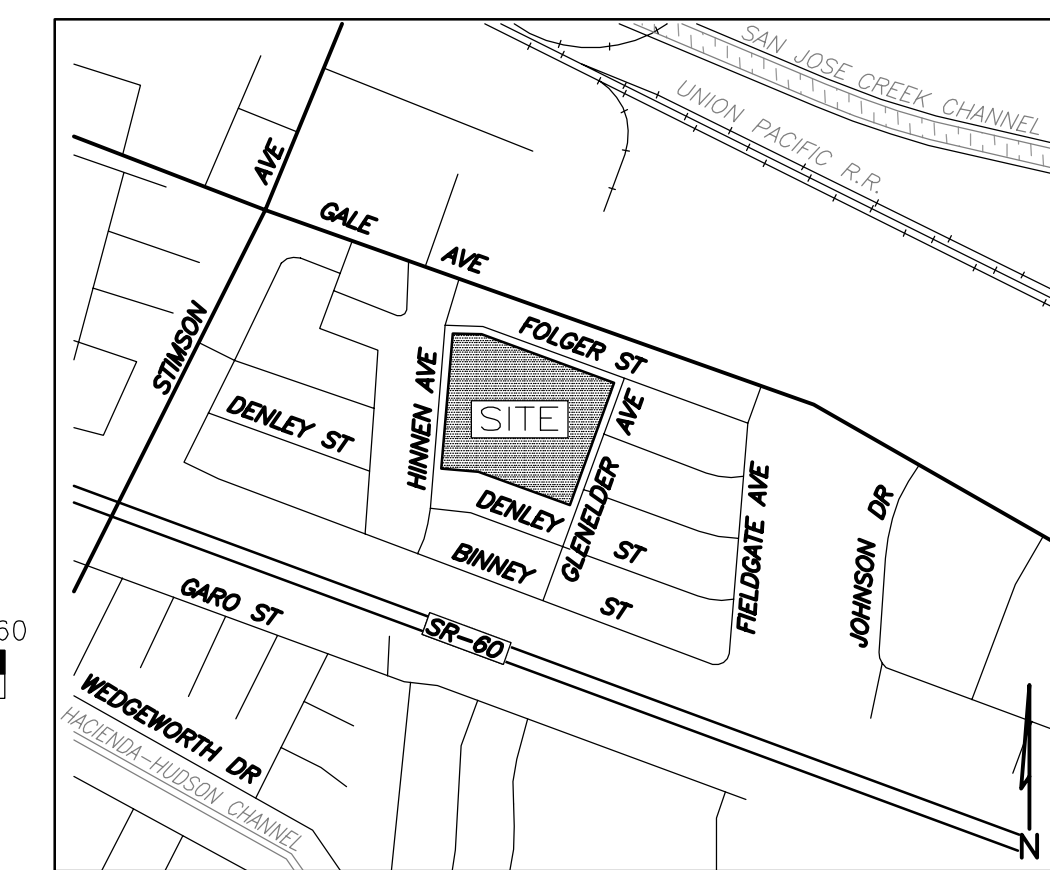 SAN JOSE CREEK CHANNEL
UNION PACIFIC R.R.
AVE
GALE
AVE
STIMSON
FOLGER ST
HINNEN AVE
SITE
AVE
GLENELDER
DENLEY ST
DENLEY
ST
BINNEY
ST
FIELDGATE AVE
JOHNSON DR
GARO ST
SR-60
60
WEDGEWORTH DR
HACIENDA-HUDSON CHANNEL
N